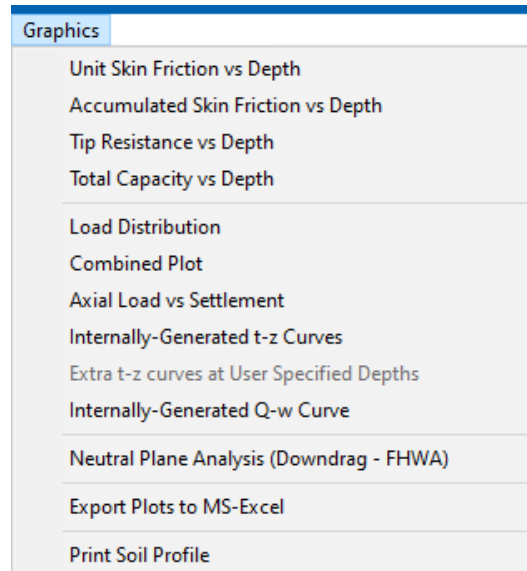 Graphics
Unit Skin Friction vs Depth
Accumulated Skin Friction vs Depth
Tip Resistance vs Depth
Total Capacity vs Depth
Load Distribution
Combined Plot
Axial Load vs Settlement
Internally-Generated t-z Curves
Extra t-z curves at User Specified Depths
Internally-Generated Q-w Curve
Neutral Plane Analysis (Downdrag - FHWA)
Export Plots to MS-Excel
Print Soil Profile